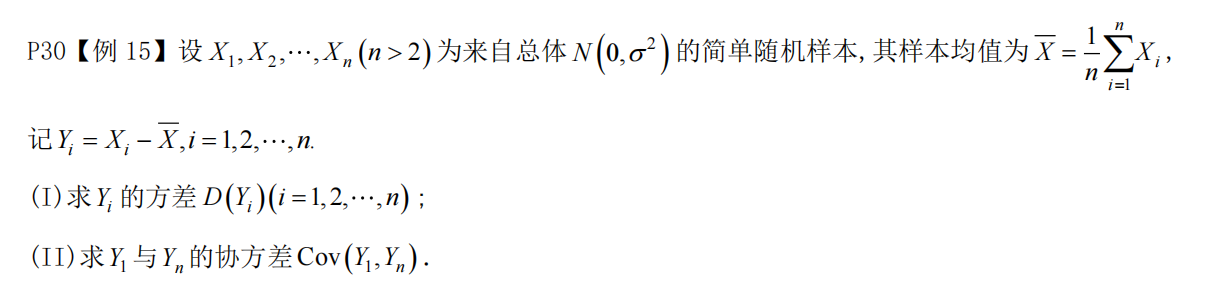 P30【例 15】设 $X_1, X_2, \cdots, X_n (n > 2)$ 为来自总体 $N(0, \sigma^2)$ 的简单随机样本, 其样本均值为 $\overline{X} = \frac{1}{n}\sum_{i=1}^{n} X_i$,
记 $Y_i = X_i - \overline{X}, i = 1, 2, \cdots, n.$
(I)求 $Y_i$ 的方差 $D(Y_i)(i = 1, 2, \cdots, n)$;
(II)求 $Y_1$ 与 $Y_n$ 的协方差 $\mathrm{Cov}(Y_1, Y_n)$.